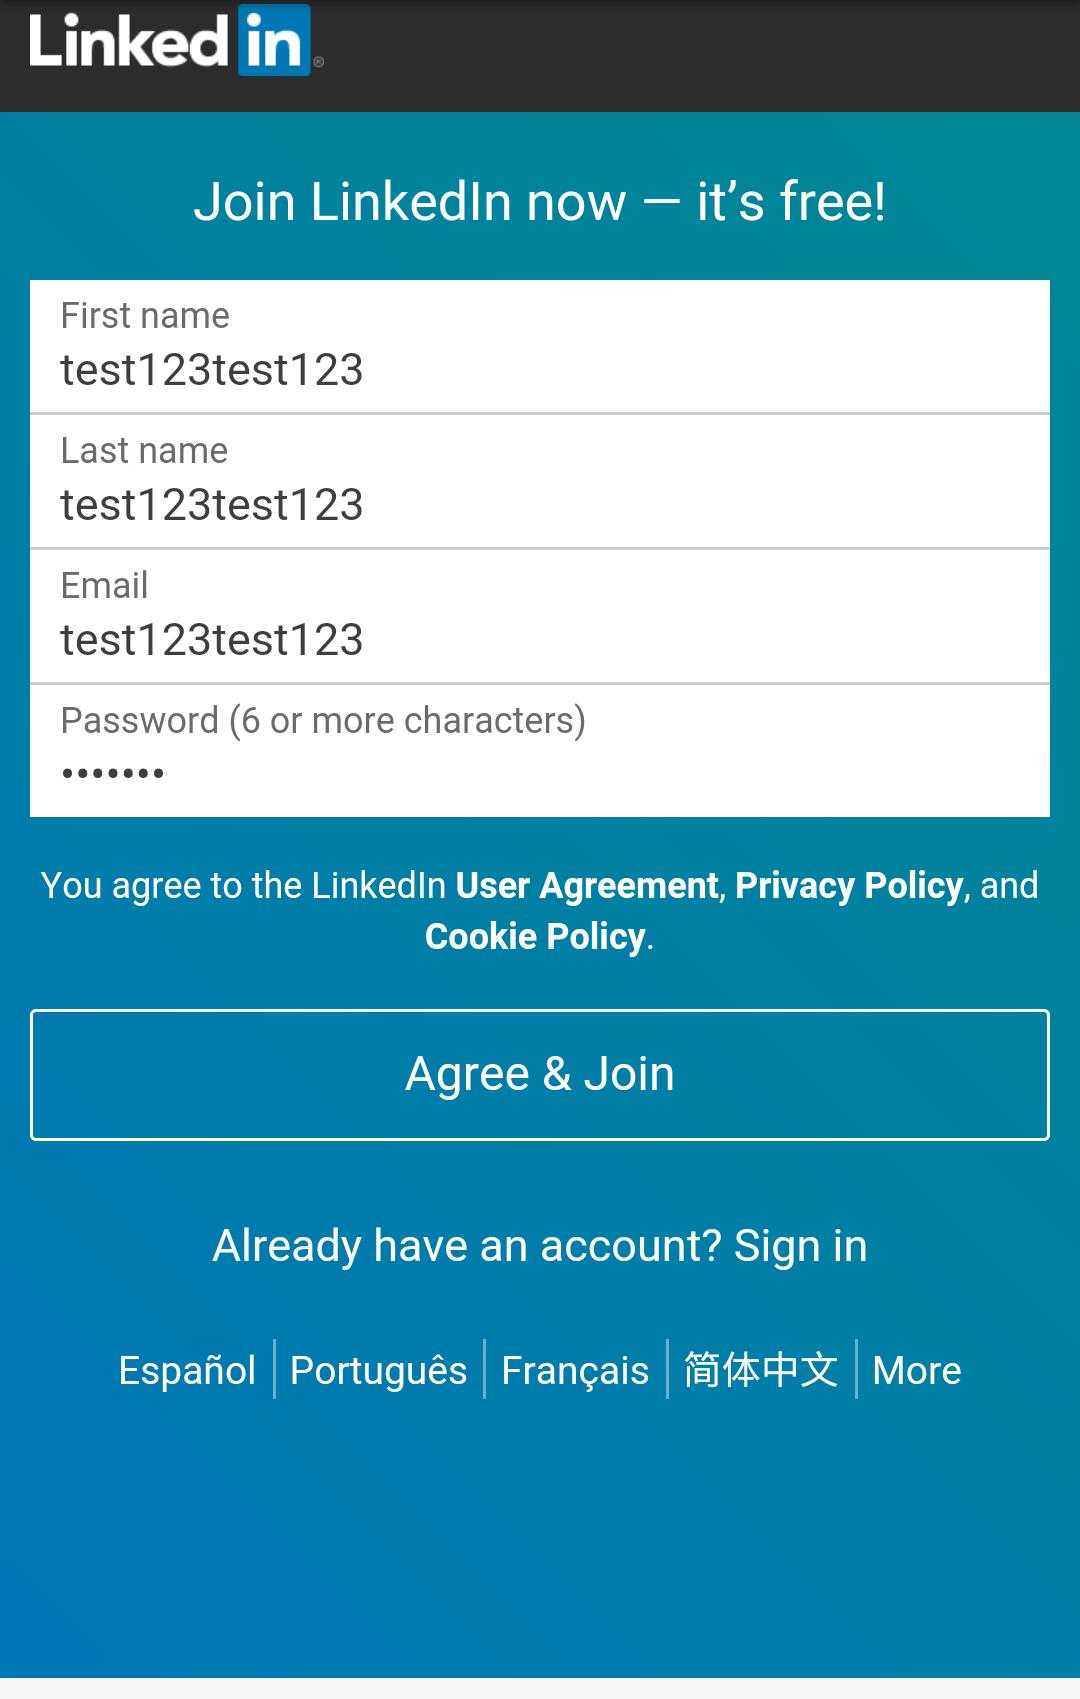 Linked in ®
Join LinkedIn now — it’s free!
First name
test123test123
Last name
test123test123
Email
test123test123
Password (6 or more characters)
•••••••
You agree to the LinkedIn User Agreement, Privacy Policy, and
Cookie Policy.
Agree & Join
Already have an account? Sign in
Español Português Français 简体中文 More